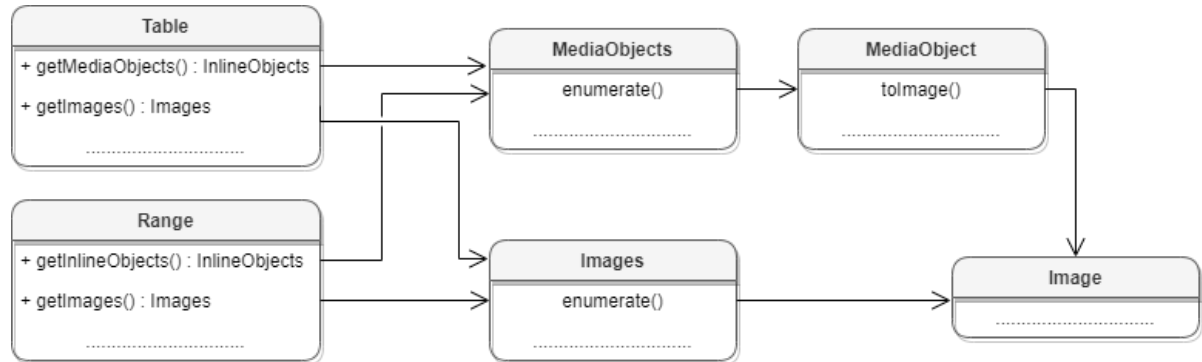 Table
+ getMediaObjects() : InlineObjects
+ getImages() : Images
................................
Range
+ getInlineObjects() : InlineObjects
+ getImages() : Images
................................
MediaObjects
enumerate()
................................
MediaObject
toImage()
................................
Images
enumerate()
................................
Image
................................